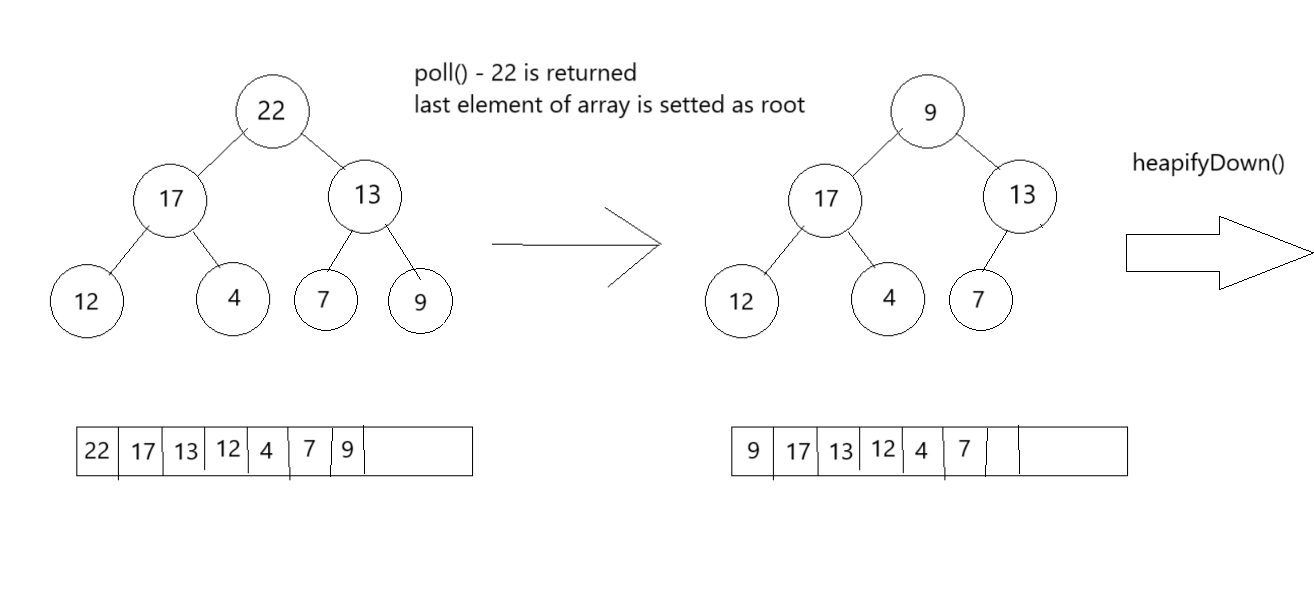 poll() - 22 is returned
last element of array is setted as root
22
17
13
12
4
7
9
9
17
13
12
4
7
heapifyDown()
22 17 13 12 4 7 9
9 17 13 12 4 7